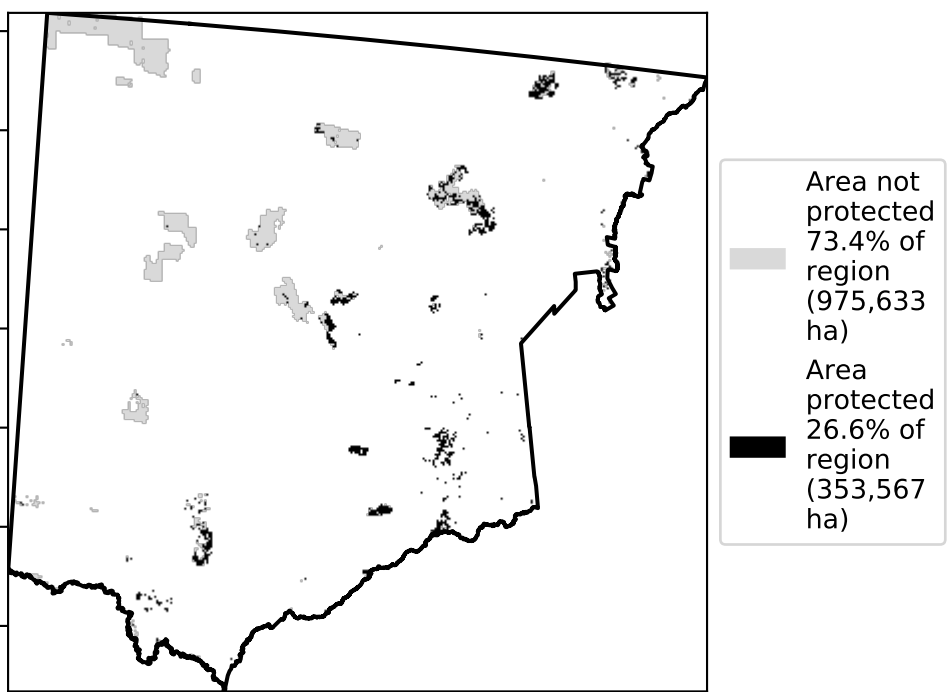 Area not
protected
73.4% of
region
(975,633
ha)
Area
protected
26.6% of
region
(353,567
ha)